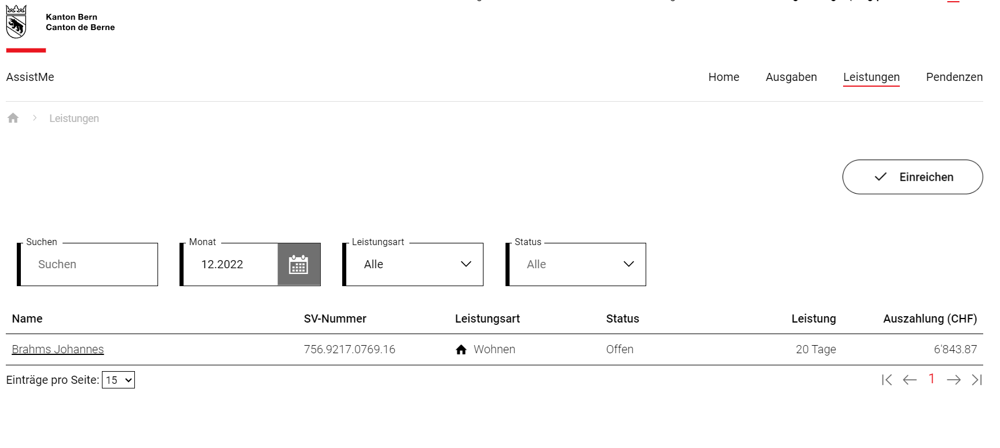 Kanton Bern
Canton de Berne
AssistMe
Home Ausgaben Leistungen Pendenzen
Leistungen
Einreichen
Suchen Monat Leistungsart Status
Suchen 12.2022 Alle Alle
Name SV-Nummer Leistungsart Status Leistung Auszahlung (CHF)
Brahms Johannes 756.9217.0769.16 Wohnen Offen 20 Tage 6'843.87
Einträge pro Seite: 15 1